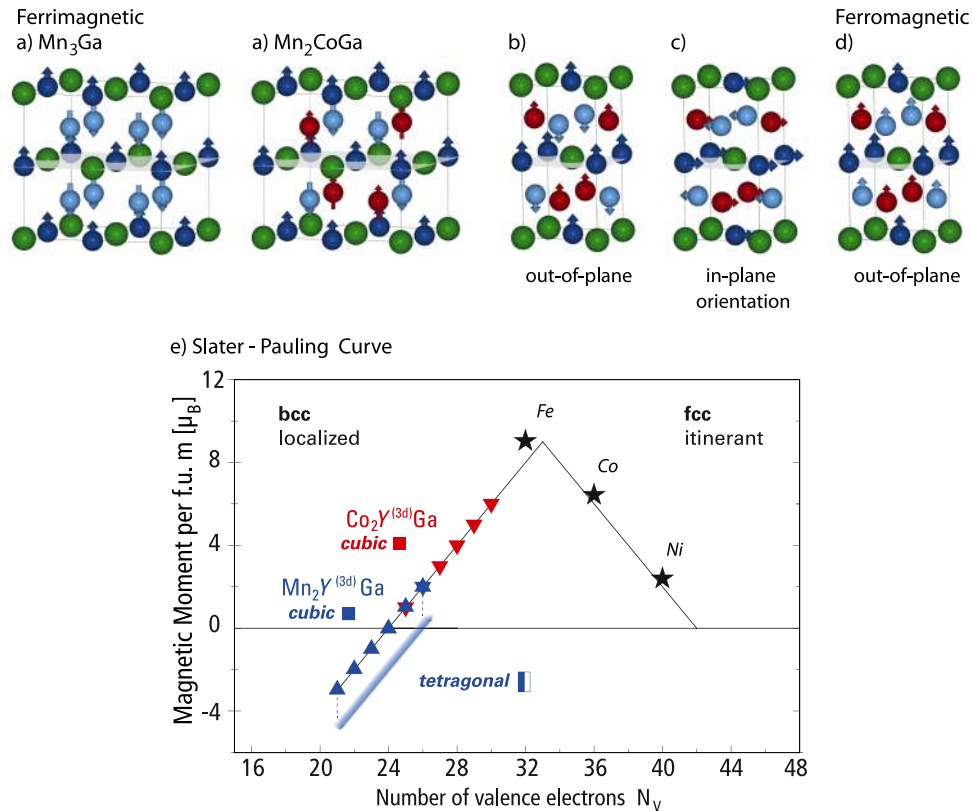 Ferrimagnetic
a) Mn₃Ga
a) Mn₂CoGa
b)
c)
Ferromagnetic
d)
out-of-plane
in-plane
orientation
out-of-plane
e) Slater - Pauling Curve
Magnetic Moment per f.u. m [μ_B]
12
8
4
0
-4
bcc
localized
fcc
itinerant
Fe
Co
Ni
Co₂Y⁽³ᵈ⁾Ga
cubic
Mn₂Y⁽³ᵈ⁾Ga
cubic
tetragonal
16 20 24 28 32 36 40 44 48
Number of valence electrons N_V